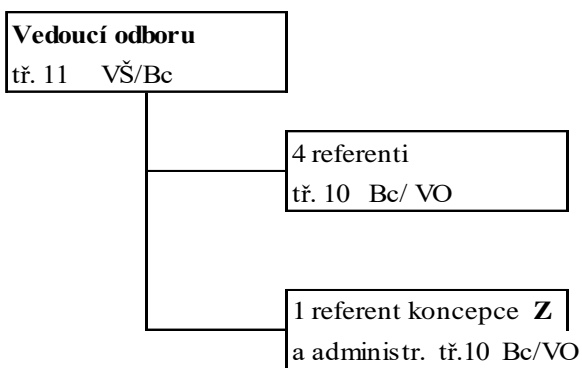 Vedoucí odboru
tř. 11 VŠ/Bc
4 referenti
tř. 10 Bc/ VO
1 referent koncepce Z
a administr. tř.10 Bc/VO